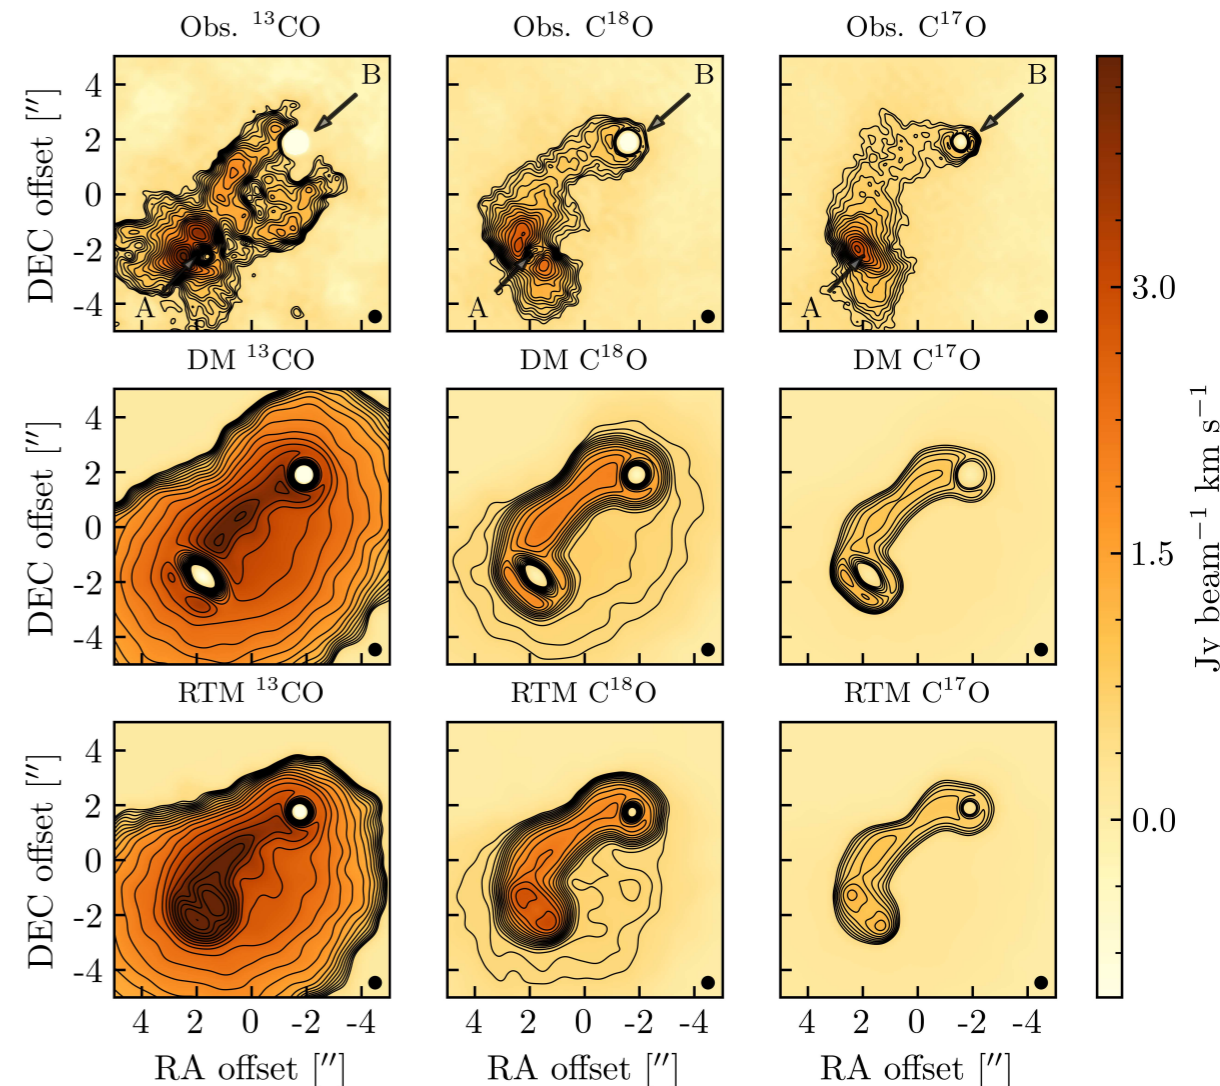 Obs. ¹³CO Obs. C¹⁸O Obs. C¹⁷O
B B B
4
2
0
-2
-4
DEC offset [″]
A A A
DM ¹³CO DM C¹⁸O DM C¹⁷O
4
2
0
-2
-4
DEC offset [″]
RTM ¹³CO RTM C¹⁸O RTM C¹⁷O
4
2
0
-2
-4
DEC offset [″]
4 2 0 -2 -4 4 2 0 -2 -4 4 2 0 -2 -4
RA offset [″] RA offset [″] RA offset [″]
3.0
1.5
0.0
Jy beam⁻¹ km s⁻¹